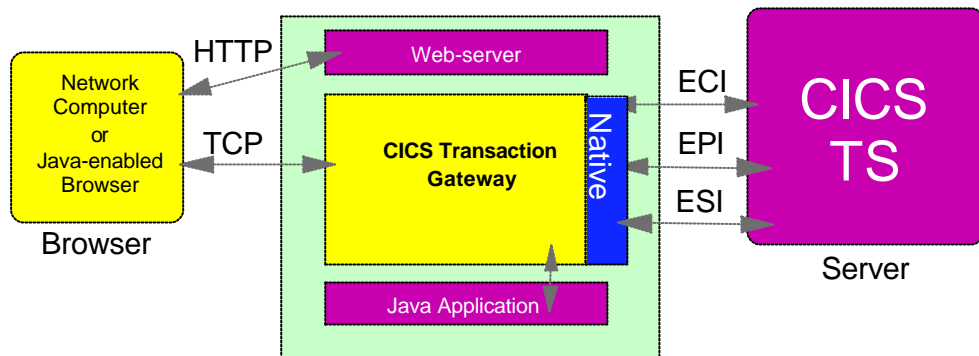 HTTP
Web-server
Network
Computer
or
Java-enabled
Browser
TCP
CICS Transaction
Gateway
Native
ECI
EPI
ESI
CICS
TS
Browser
Server
Java Application